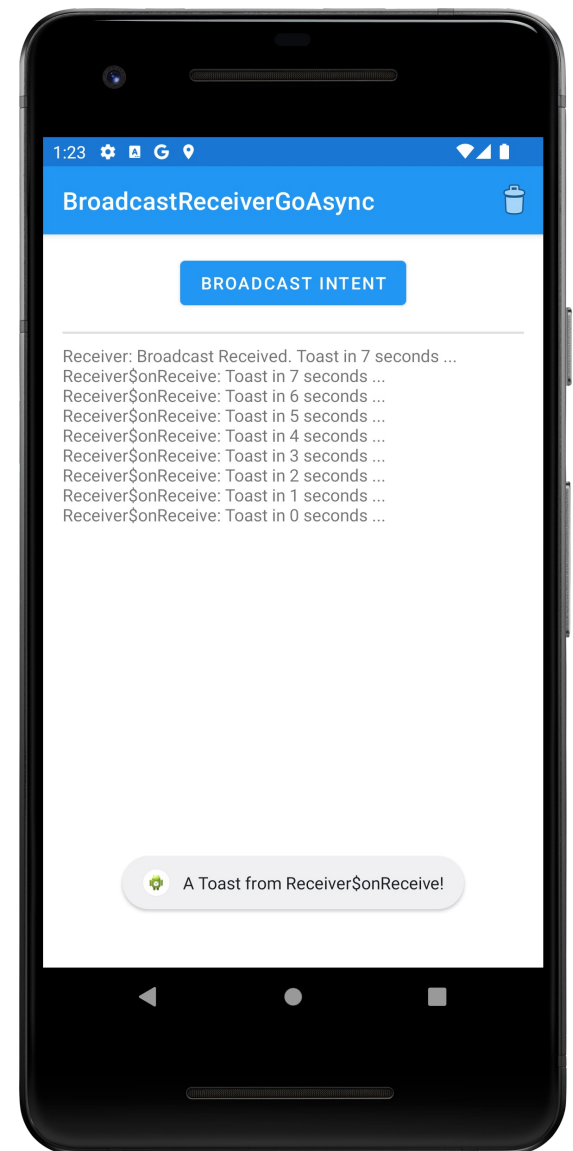 1:23
BroadcastReceiverGoAsync
BROADCAST INTENT
Receiver: Broadcast Received. Toast in 7 seconds ...
Receiver$onReceive: Toast in 7 seconds ...
Receiver$onReceive: Toast in 6 seconds ...
Receiver$onReceive: Toast in 5 seconds ...
Receiver$onReceive: Toast in 4 seconds ...
Receiver$onReceive: Toast in 3 seconds ...
Receiver$onReceive: Toast in 2 seconds ...
Receiver$onReceive: Toast in 1 seconds ...
Receiver$onReceive: Toast in 0 seconds ...
A Toast from Receiver$onReceive!